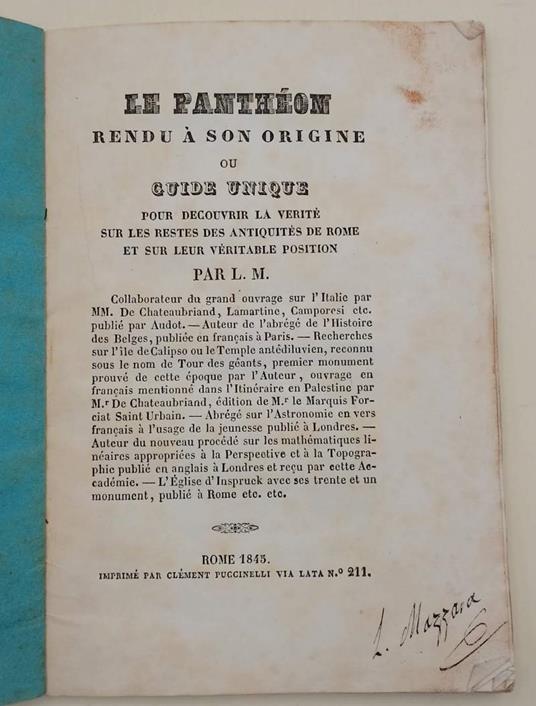 LE PANTHÉON
RENDU À SON ORIGINE
OU
GUIDE UNIQUE
POUR DECOUVRIR LA VERITÈ
SUR LES RESTES DES ANTIQUITÉS DE ROME
ET SUR LEUR VÉRITABLE POSITION
PAR L. M.
Collaborateur du grand ouvrage sur l'Italie par
MM. De Chateaubriand, Lamartine, Camporesi etc.
publié par Audot. — Auteur de l'abrégé de l'Histoire
des Belges, publiée en français à Paris. — Recherches
sur l'île de Calipso ou le Temple antédiluvien, reconnu
sous le nom de Tour des géants, premier monument
prouvé de cette époque par l'Auteur, ouvrage en
français mentionné dans l'Itinéraire en Palestine par
M.r De Chateaubriand, édition de M.r le Marquis For-
ciat Saint Urbain. — Abrégé sur l'Astronomie en vers
français à l'usage de la jeunesse publié à Londres. —
Auteur du nouveau procédé sur les mathématiques li-
néaires appropriées à la Perspective et à la Topogra-
phie publié en anglais à Londres et reçu par cette Ac-
cadémie. — L'Église d'Inspruck avec ses trente et un
monument, publié à Rome etc. etc.
ROME 1845.
IMPRIMÉ PAR CLÉMENT PUCCINELLI VIA LATA N.º 211.
L. Mazzara